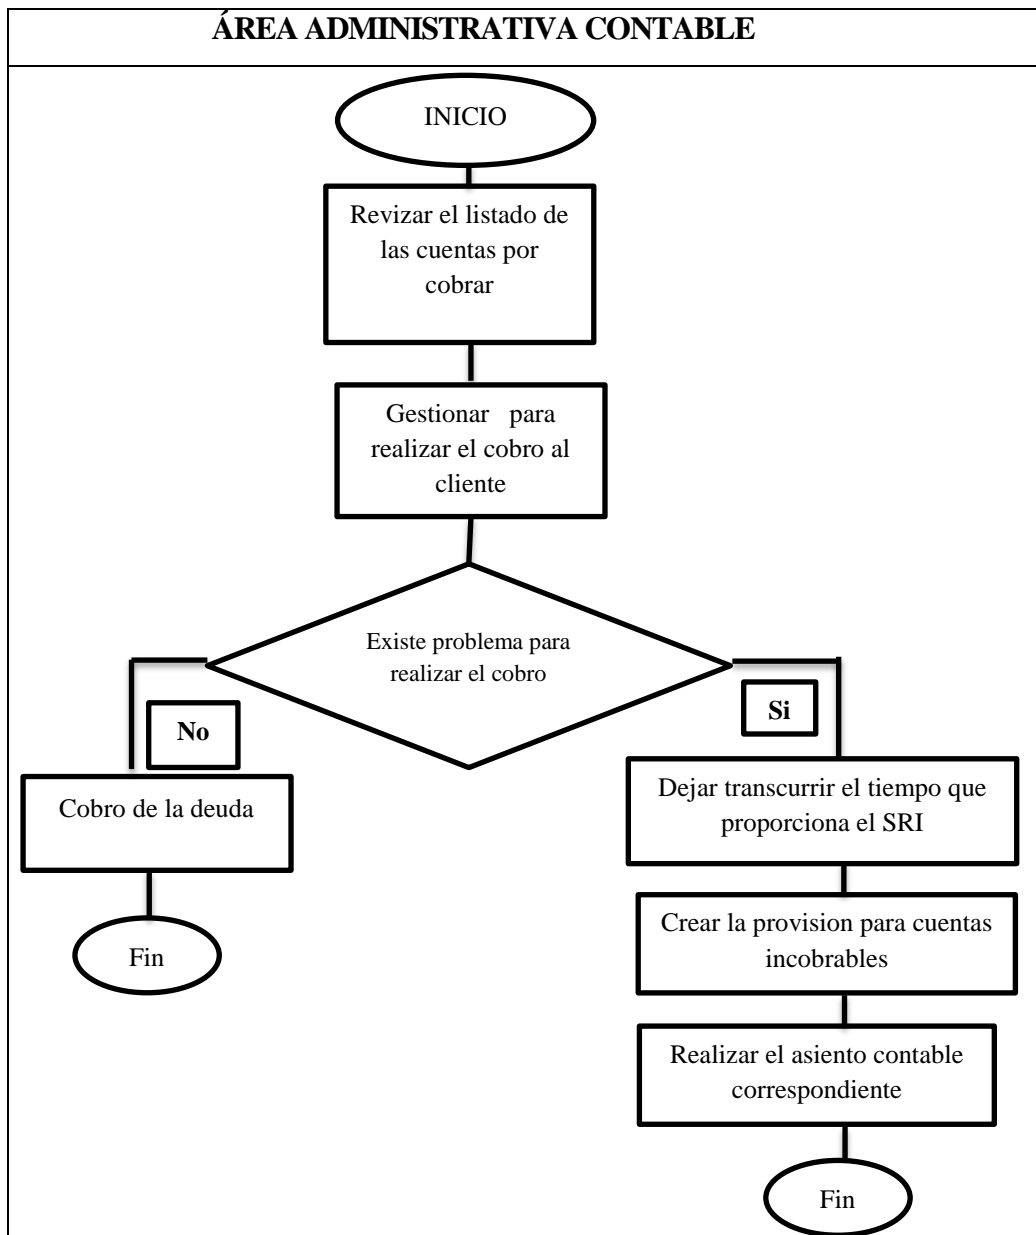 ÁREA ADMINISTRATIVA CONTABLE
INICIO
Revizar el listado de
las cuentas por
cobrar
Gestionar para
realizar el cobro al
cliente
Existe problema para
realizar el cobro
No
Cobro de la deuda
Fin
Si
Dejar transcurrir el tiempo que
proporciona el SRI
Crear la provision para cuentas
incobrables
Realizar el asiento contable
correspondiente
Fin